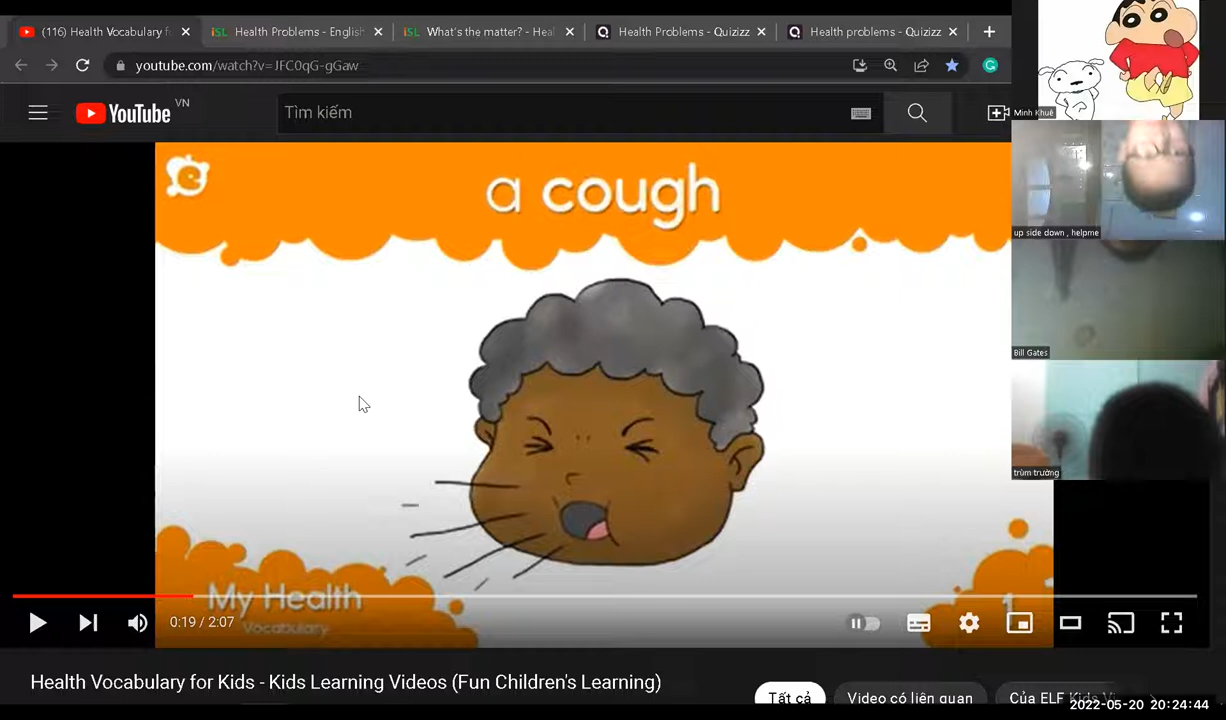 (116) Health Vocabulary f
Health Problems - English
What's the matter? - Heal
Health Problems - Quizizz
Health problems - Quizizz
youtube.com/watch?v=JFC0qG-gGaw
YouTube VN
Tìm kiếm
Minh Khuê
a cough
up side down , helpme
Bill Gates
trùm trường
My Health
Vocabulary
1
0:19 / 2:07
Health Vocabulary for Kids - Kids Learning Videos (Fun Children's Learning)
Tất cả
Video có liên quan
Của ELF Kids Vi
2022-05-20 20:24:44